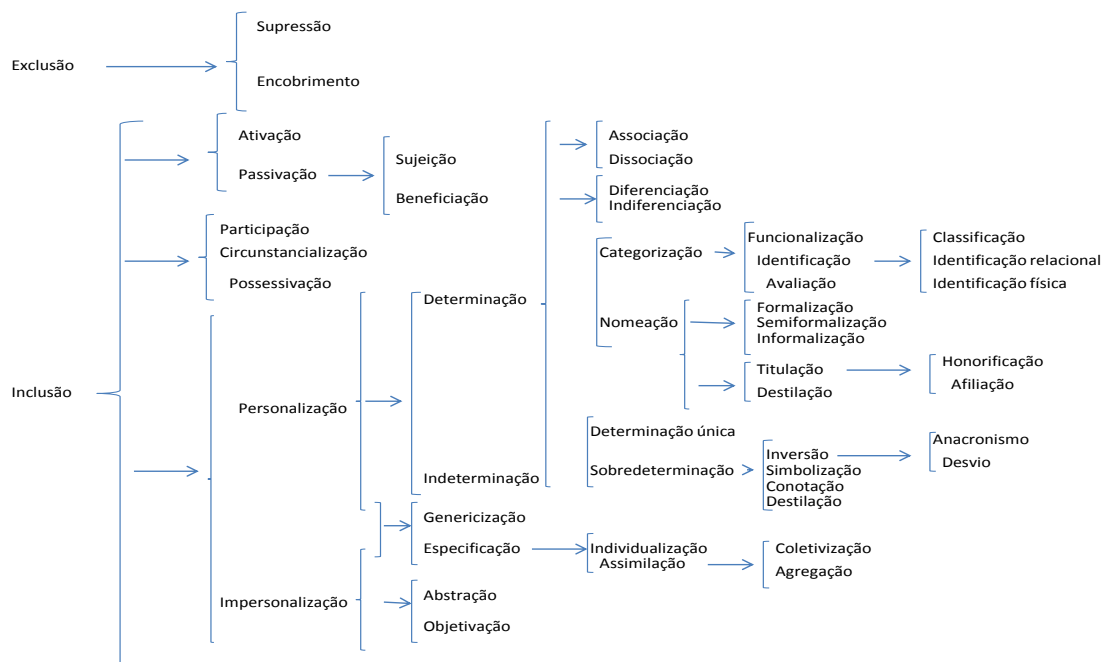 Supressão
Exclusão
Encobrimento
Ativação
Passivação
Sujeição
Beneficiação
Participação
Circunstancialização
Possessivação
Inclusão
Personalização
Determinação
Associação
Dissociação
Diferenciação
Indiferenciação
Categorização
Funcionalização
Identificação
Avaliação
Classificação
Identificação relacional
Identificação física
Nomeação
Formalização
Semiformalização
Informalização
Titulação
Destilação
Honorificação
Afiliação
Determinação única
Sobredeterminação
Inversão
Simbolização
Conotação
Destilação
Anacronismo
Desvio
Indeterminação
Genericização
Especificação
Individualização
Assimilação
Coletivização
Agregação
Impersonalização
Abstração
Objetivação